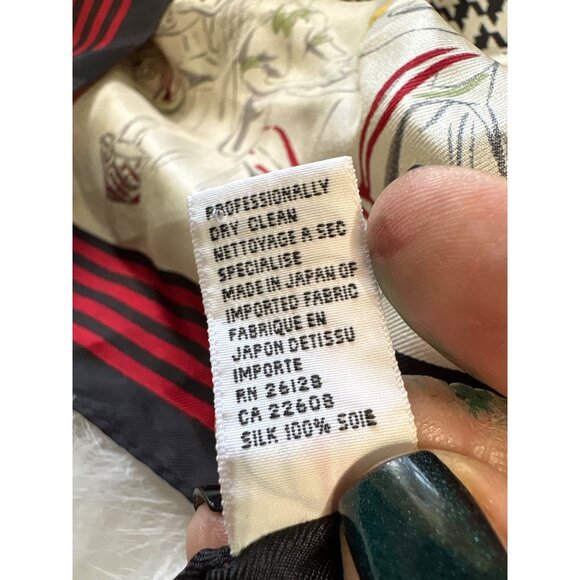 PROFESSIONALLY
DRY CLEAN
NETTOYAGE A SEC
SPECIALISE
MADE IN JAPAN OF
IMPORTED FABRIC
FABRIQUE EN
JAPON DETISSU
IMPORTE
RN 26128
CA 22608
SILK 100% SOIE